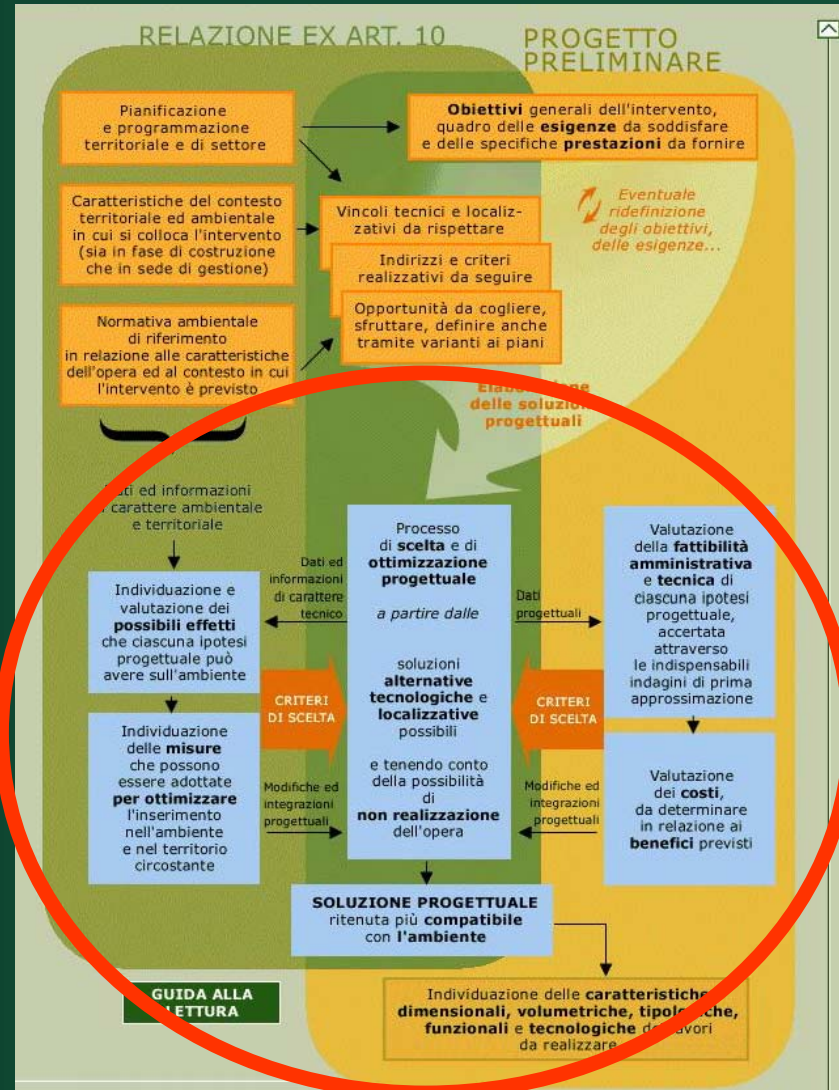 RELAZIONE EX ART. 10
PROGETTO
PRELIMINARE
Pianificazione
e programmazione
territoriale e di settore
Obiettivi generali dell'intervento,
quadro delle esigenze da soddisfare
e delle specifiche prestazioni da fornire
Caratteristiche del contesto
territoriale ed ambientale
in cui si colloca l'intervento
(sia in fase di costruzione
che in sede di gestione)
Vincoli tecnici e localiz-
zativi da rispettare
Indirizzi e criteri
realizzativi da seguire
Opportunità da cogliere,
sfruttare, definire anche
tramite varianti ai piani
Eventuale
ridefinizione
degli obiettivi,
delle esigenze...
Normativa ambientale
di riferimento
in relazione alle caratteristiche
dell'opera ed al contesto in cui
l'intervento è previsto
Elaborazione
delle soluzioni
progettuali
Dati ed informazioni
di carattere ambientale
e territoriale
Individuazione e
valutazione dei
possibili effetti
che ciascuna ipotesi
progettuale può
avere sull'ambiente
Individuazione
delle misure
che possono
essere adottate
per ottimizzare
l'inserimento
nell'ambiente
e nel territorio
circostante
Dati ed
informazioni
di carattere
tecnico
CRITERI
DI SCELTA
Modifiche ed
integrazioni
progettuali
Processo
di scelta e di
ottimizzazione
progettuale
a partire dalle
soluzioni
alternative
tecnologiche e
localizzative
possibili
e tenendo conto
della possibilità
di
non realizzazione
dell'opera
Dati
progettuali
CRITERI
DI SCELTA
Modifiche ed
integrazioni
progettuali
Valutazione
della fattibilità
amministrativa
e tecnica di
ciascuna ipotesi
progettuale,
accertata
attraverso
le indispensabili
indagini di prima
approssimazione
Valutazione
dei costi,
da determinare
in relazione ai
benefici previsti
SOLUZIONE PROGETTUALE
ritenuta più compatibile
con l'ambiente
GUIDA ALLA
LETTURA
Individuazione delle caratteristiche
dimensionali, volumetriche, tipologiche,
funzionali e tecnologiche dei lavori
da realizzare